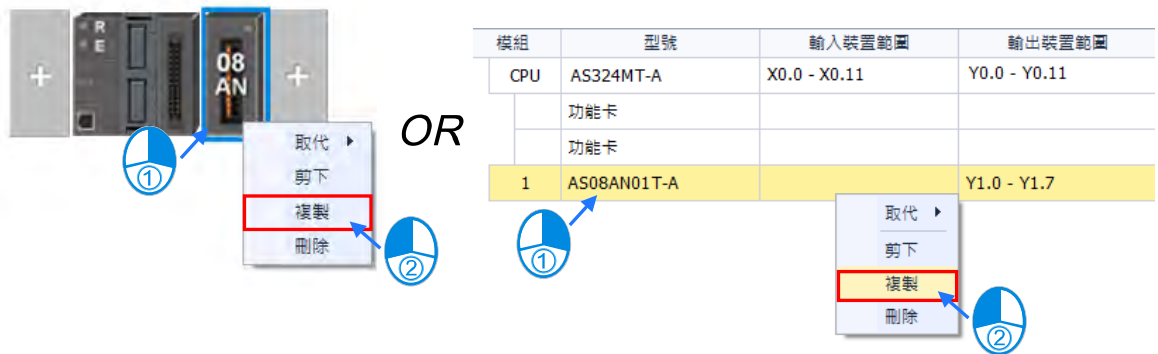 R
E
08
AN
①
取代
剪下
複製
刪除
②
OR
模組 型號 輸入裝置範圍 輸出裝置範圍
CPU AS324MT-A X0.0 - X0.11 Y0.0 - Y0.11
功能卡
功能卡
1 AS08AN01T-A Y1.0 - Y1.7
①
取代
剪下
複製
刪除
②